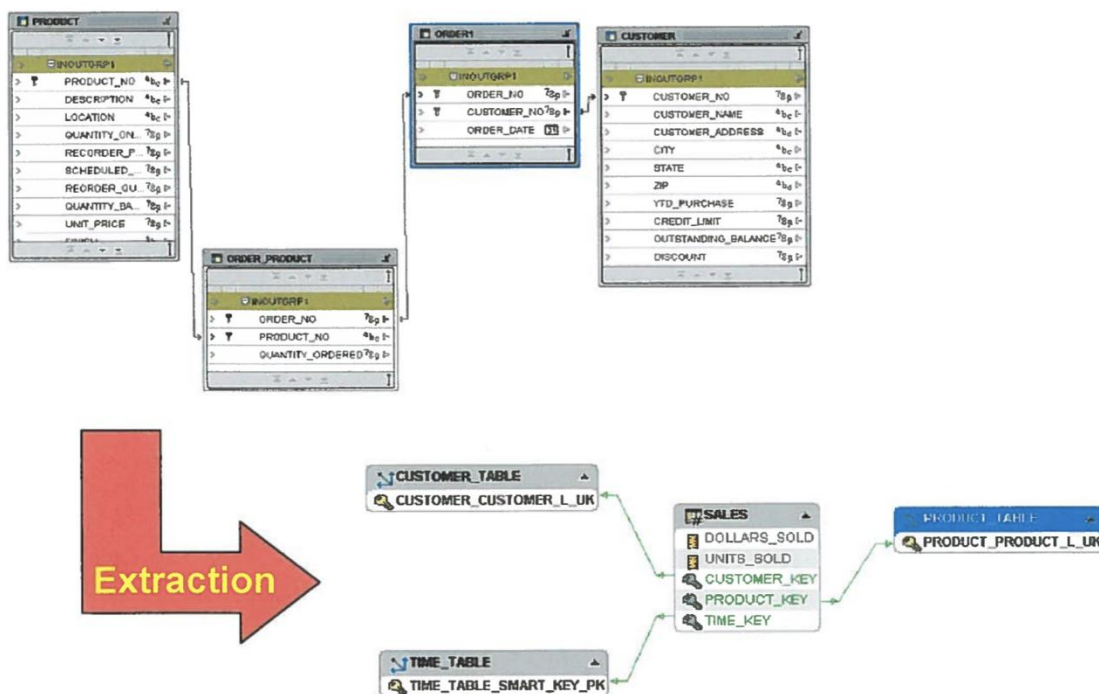 PRODUCT
INOUTGRP1
PRODUCT_NO
DESCRIPTION
LOCATION
QUANTITY_ON...
RECORDER_P...
SCHEDULED_...
REORDER_QU...
QUANTITY_BA...
UNIT_PRICE
FINISH
ORDER1
INOUTGRP1
ORDER_NO
CUSTOMER_NO
ORDER_DATE
CUSTOMER
INOUTGRP1
CUSTOMER_NO
CUSTOMER_NAME
CUSTOMER_ADDRESS
CITY
STATE
ZIP
YTD_PURCHASE
CREDIT_LIMIT
OUTSTANDING_BALANCE
DISCOUNT
ORDER_PRODUCT
INOUTGRP1
ORDER_NO
PRODUCT_NO
QUANTITY_ORDERED
Extraction
CUSTOMER_TABLE
CUSTOMER_CUSTOMER_L_UK
SALES
DOLLARS_SOLD
UNITS_SOLD
CUSTOMER_KEY
PRODUCT_KEY
TIME_KEY
PRODUCT_TABLE
PRODUCT_PRODUCT_L_UK
TIME_TABLE
TIME_TABLE_SMART_KEY_PK